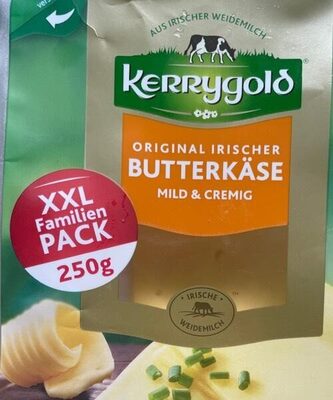 AUS IRISCHER WEIDEMILCH
Kerrygold
ORIGINAL IRISCHER
BUTTERKÄSE
MILD & CREMIG
XXL
Familien
PACK
250g
IRISCHE
WEIDEMILCH